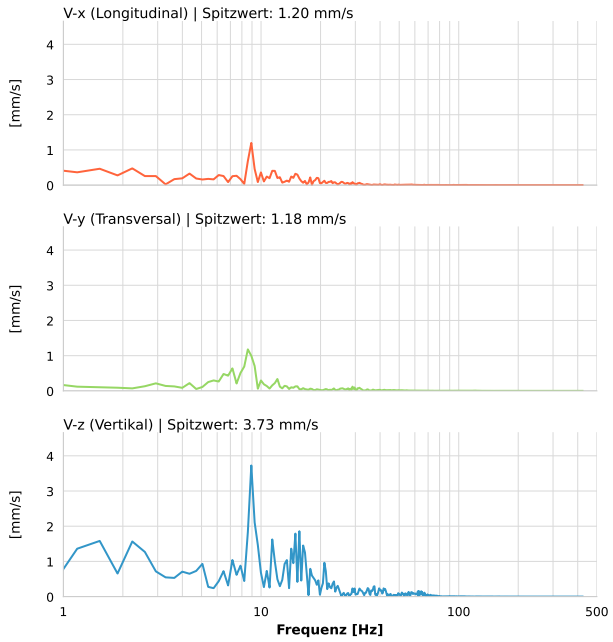 V-x (Longitudinal) | Spitzwert: 1.20 mm/s
4
3
2
1
0
[mm/s]
V-y (Transversal) | Spitzwert: 1.18 mm/s
4
3
2
1
0
[mm/s]
V-z (Vertikal) | Spitzwert: 3.73 mm/s
4
3
2
1
0
[mm/s]
1 10 100 500
Frequenz [Hz]